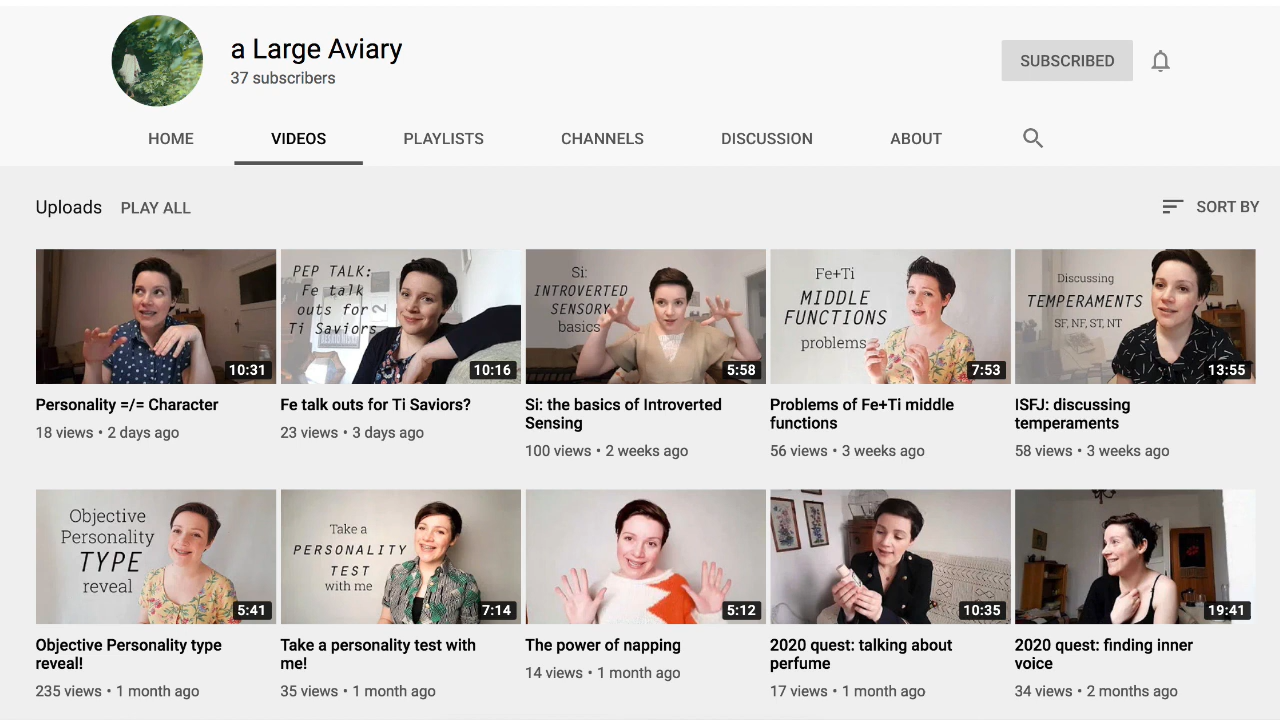 a Large Aviary
37 subscribers
SUBSCRIBED
HOME VIDEOS PLAYLISTS CHANNELS DISCUSSION ABOUT
Uploads PLAY ALL
SORT BY
10:31
PEP TALK:
Fe talk
outs for
Ti Saviors
10:16
Si:
INTROVERTED
SENSORY
basics
5:58
Fe+Ti
MIDDLE
FUNCTIONS
problems
7:53
Discussing
TEMPERAMENTS
SF, NF, ST, NT
13:55
Personality =/= Character
18 views • 2 days ago
Fe talk outs for Ti Saviors?
23 views • 3 days ago
Si: the basics of Introverted
Sensing
100 views • 2 weeks ago
Problems of Fe+Ti middle
functions
56 views • 3 weeks ago
ISFJ: discussing
temperaments
58 views • 3 weeks ago
Objective
Personality
TYPE
reveal
5:41
Take a
PERSONALITY
TEST
with me
7:14
5:12
10:35
19:41
Objective Personality type
reveal!
235 views • 1 month ago
Take a personality test with
me!
35 views • 1 month ago
The power of napping
14 views • 1 month ago
2020 quest: talking about
perfume
17 views • 1 month ago
2020 quest: finding inner
voice
34 views • 2 months ago